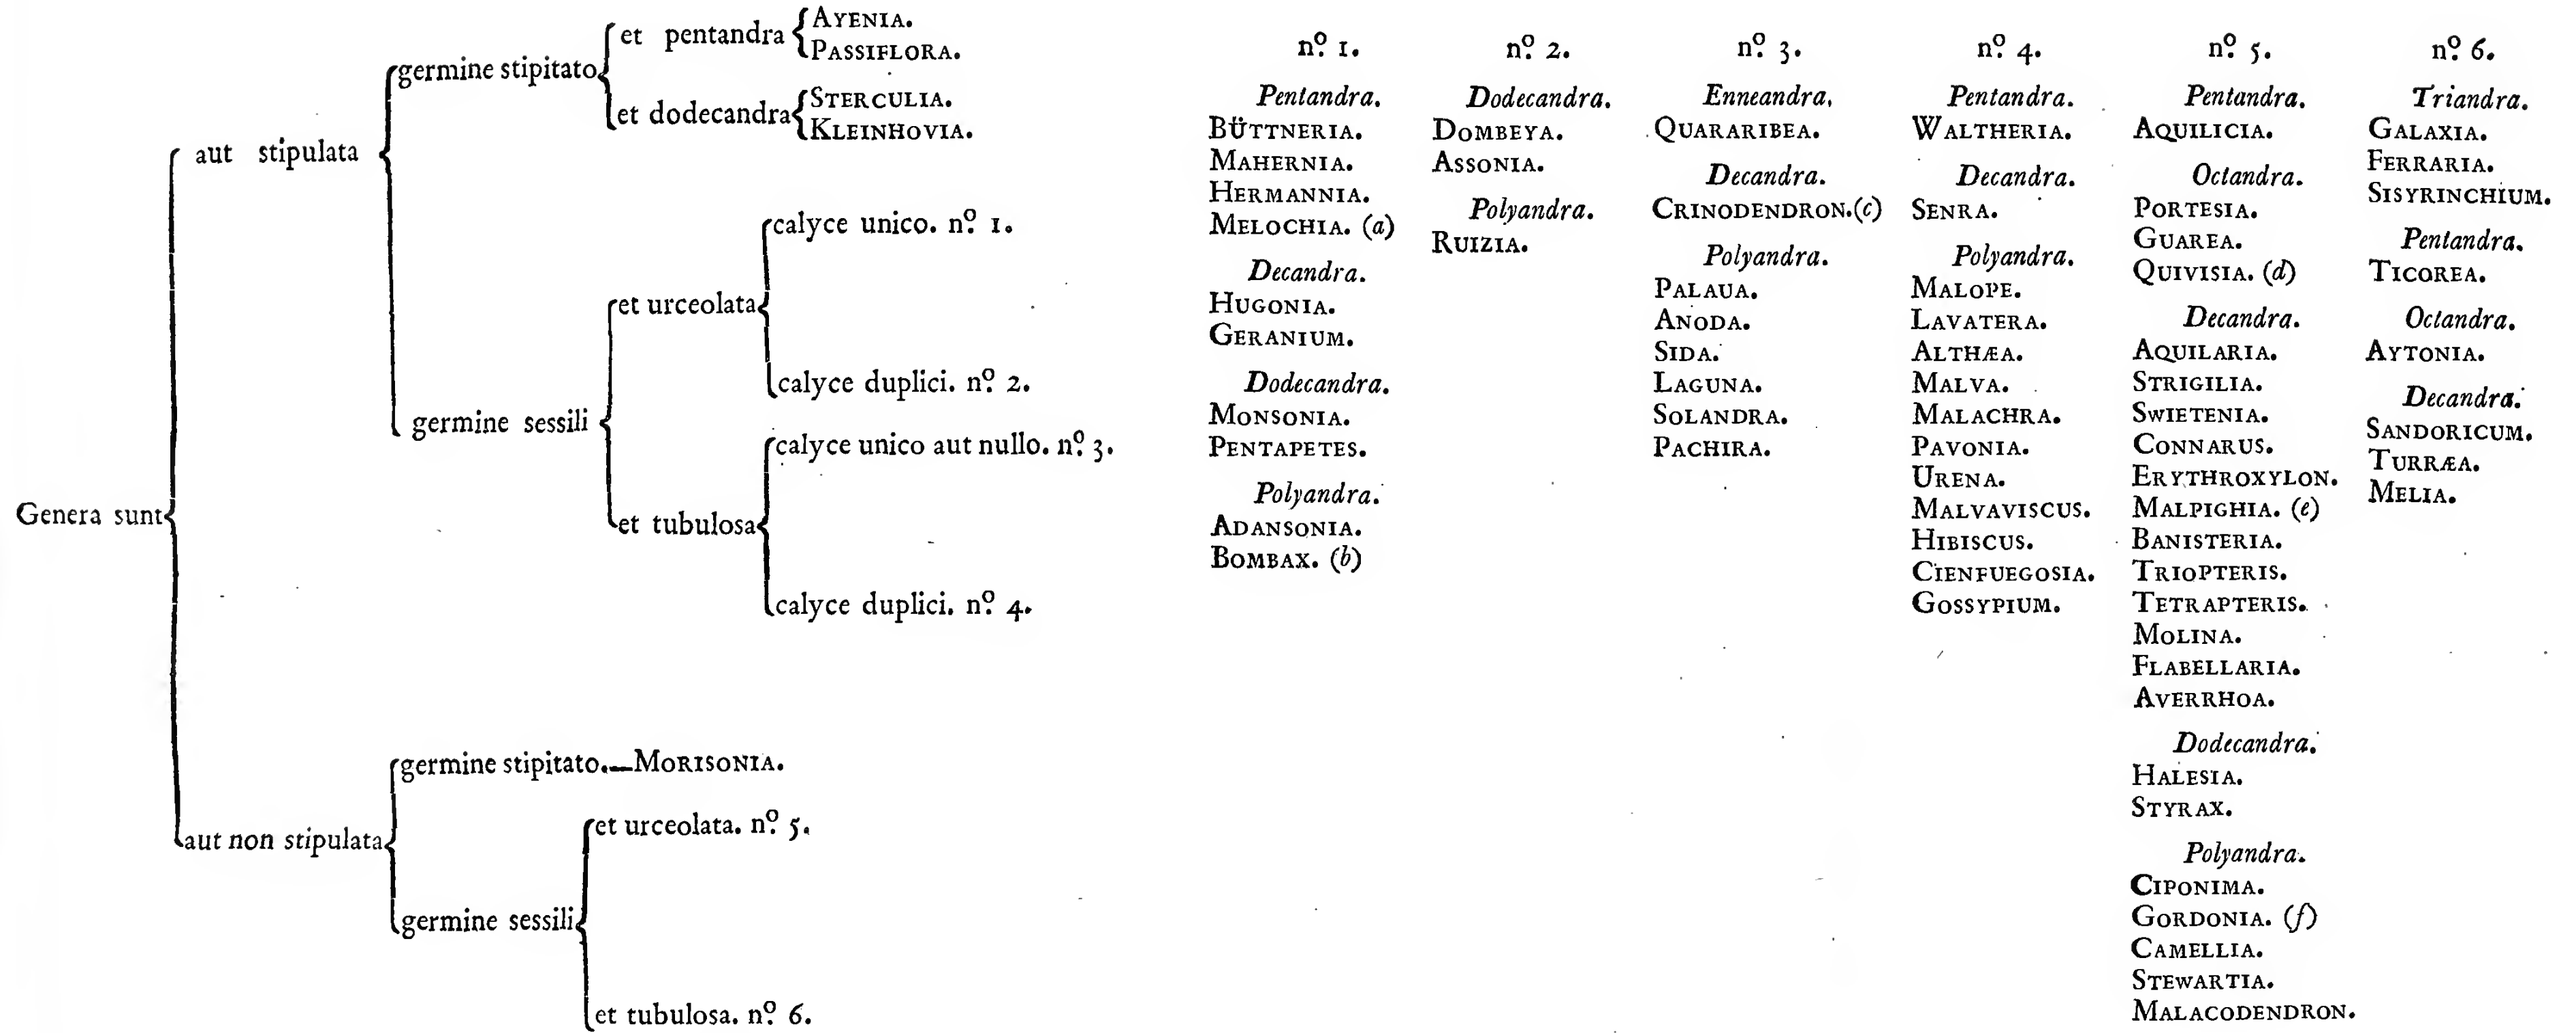 Genera sunt
aut stipulata
germine stipitato
et pentandra
AYENIA.
PASSIFLORA.
et dodecandra
STERCULIA.
KLEINHOVIA.
germine sessili
et urceolata
calyce unico. nº. 1.
calyce duplici. nº. 2.
et tubulosa
calyce unico aut nullo. nº. 3.
calyce duplici. nº. 4.
aut non stipulata
germine stipitato.—MORISONIA.
germine sessili
et urceolata. nº. 5.
et tubulosa. nº. 6.
nº. 1.
Pentandra.
BÜTTNERIA.
MAHERNIA.
HERMANNIA.
MELOCHIA. (a)
Decandra.
HUGONIA.
GERANIUM.
Dodecandra.
MONSONIA.
PENTAPETES.
Polyandra.
ADANSONIA.
BOMBAX. (b)
nº. 2.
Dodecandra.
DOMBEYA.
ASSONIA.
Polyandra.
RUIZIA.
nº. 3.
Enneandra.
QUARARIBEA.
Decandra.
CRINODENDRON.(c)
Polyandra.
PALAUA.
ANODA.
SIDA.
LAGUNA.
SOLANDRA.
PACHIRA.
nº. 4.
Pentandra.
WALTHERIA.
Decandra.
SENRA.
Polyandra.
MALOPE.
LAVATERA.
ALTHÆA.
MALVA.
MALACHRA.
PAVONIA.
URENA.
MALVAVISCUS.
HIBISCUS.
CIENFUEGOSIA.
GOSSYPIUM.
nº. 5.
Pentandra.
AQUILICIA.
Octandra.
PORTESIA.
GUAREA.
QUIVISIA. (d)
Decandra.
AQUILARIA.
STRIGILIA.
SWIETENIA.
CONNARUS.
ERYTHROXYLON.
MALPIGHIA. (e)
BANISTERIA.
TRIOPTERIS.
TETRAPTERIS.
MOLINA.
FLABELLARIA.
AVERRHOA.
Dodecandra.
HALESIA.
STYRAX.
Polyandra.
CIPONIMA.
GORDONIA. (f)
CAMELLIA.
STEWARTIA.
MALACODENDRON.
nº. 6.
Triandra.
GALAXIA.
FERRARIA.
SISYRINCHIUM.
Pentandra.
TICOREA.
Octandra.
AYTONIA.
Decandra.
SANDORICUM.
TURRÆA.
MELIA.